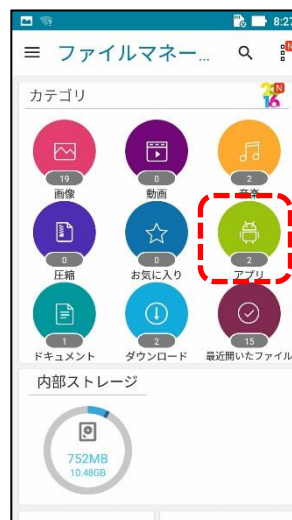 8:27
ファイルマネー...
N
カテゴリ
N
16
19
0
2
画像
動画
音楽
0
0
2
圧縮
お気に入り
アプリ
1
2
15
ドキュメント
ダウンロード
最近開いたファイル
内部ストレージ
752MB
10.48GB